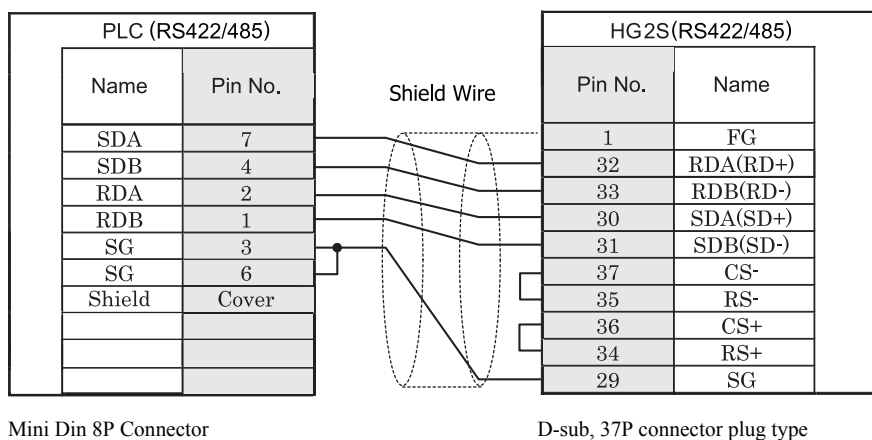 PLC (RS422/485)
HG2S(RS422/485)
Name Pin No.
Shield Wire
Pin No. Name
SDA 7
SDB 4
RDA 2
RDB 1
SG 3
SG 6
Shield Cover
1 FG
32 RDA(RD+)
33 RDB(RD-)
30 SDA(SD+)
31 SDB(SD-)
37 CS-
35 RS-
36 CS+
34 RS+
29 SG
Mini Din 8P Connector
D-sub, 37P connector plug type